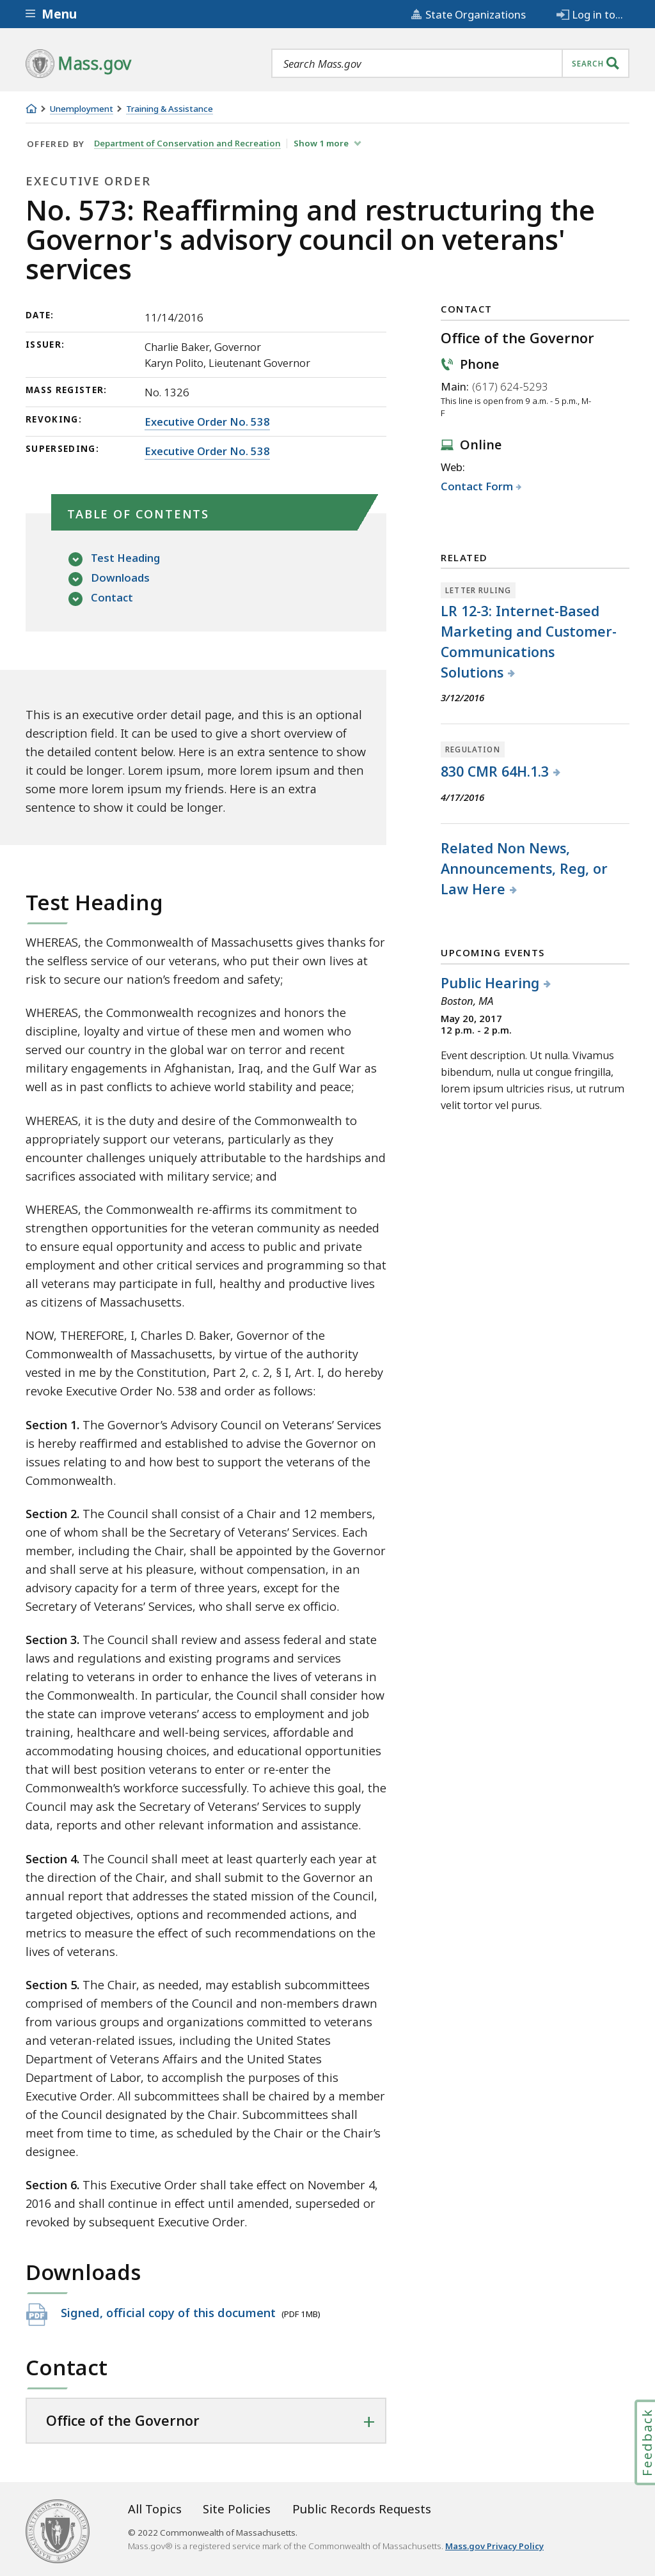 Menu
State Organizations
Log in to...
Mass.gov
Search Mass.gov
SEARCH
Unemployment
Training & Assistance
OFFERED BY Department of Conservation and Recreation Show 1 more
EXECUTIVE ORDER
No. 573: Reaffirming and restructuring the
Governor's advisory council on veterans'
services
DATE: 11/14/2016
ISSUER: Charlie Baker, Governor
Karyn Polito, Lieutenant Governor
MASS REGISTER: No. 1326
REVOKING: Executive Order No. 538
SUPERSEDING: Executive Order No. 538
TABLE OF CONTENTS
Test Heading
Downloads
Contact
This is an executive order detail page, and this is an optional
description field. It can be used to give a short overview of
the detailed content below. Here is an extra sentence to show
it could be longer. Lorem ipsum, more lorem ipsum and then
some more lorem ipsum my friends. Here is an extra
sentence to show it could be longer.
Test Heading
WHEREAS, the Commonwealth of Massachusetts gives thanks for
the selfless service of our veterans, who put their own lives at
risk to secure our nation’s freedom and safety;
WHEREAS, the Commonwealth recognizes and honors the
discipline, loyalty and virtue of these men and women who
served our country in the global war on terror and recent
military engagements in Afghanistan, Iraq, and the Gulf War as
well as in past conflicts to achieve world stability and peace;
WHEREAS, it is the duty and desire of the Commonwealth to
appropriately support our veterans, particularly as they
encounter challenges uniquely attributable to the hardships and
sacrifices associated with military service; and
WHEREAS, the Commonwealth re-affirms its commitment to
strengthen opportunities for the veteran community as needed
to ensure equal opportunity and access to public and private
employment and other critical services and programming so that
all veterans may participate in full, healthy and productive lives
as citizens of Massachusetts.
NOW, THEREFORE, I, Charles D. Baker, Governor of the
Commonwealth of Massachusetts, by virtue of the authority
vested in me by the Constitution, Part 2, c. 2, § I, Art. I, do hereby
revoke Executive Order No. 538 and order as follows:
Section 1. The Governor’s Advisory Council on Veterans’ Services
is hereby reaffirmed and established to advise the Governor on
issues relating to and how best to support the veterans of the
Commonwealth.
Section 2. The Council shall consist of a Chair and 12 members,
one of whom shall be the Secretary of Veterans’ Services. Each
member, including the Chair, shall be appointed by the Governor
and shall serve at his pleasure, without compensation, in an
advisory capacity for a term of three years, except for the
Secretary of Veterans’ Services, who shall serve ex officio.
Section 3. The Council shall review and assess federal and state
laws and regulations and existing programs and services
relating to veterans in order to enhance the lives of veterans in
the Commonwealth. In particular, the Council shall consider how
the state can improve veterans’ access to employment and job
training, healthcare and well-being services, affordable and
accommodating housing choices, and educational opportunities
that will best position veterans to enter or re-enter the
Commonwealth’s workforce successfully. To achieve this goal, the
Council may ask the Secretary of Veterans’ Services to supply
data, reports and other relevant information and assistance.
Section 4. The Council shall meet at least quarterly each year at
the direction of the Chair, and shall submit to the Governor an
annual report that addresses the stated mission of the Council,
targeted objectives, options and recommended actions, and
metrics to measure the effect of such recommendations on the
lives of veterans.
Section 5. The Chair, as needed, may establish subcommittees
comprised of members of the Council and non-members drawn
from various groups and organizations committed to veterans
and veteran-related issues, including the United States
Department of Veterans Affairs and the United States
Department of Labor, to accomplish the purposes of this
Executive Order. All subcommittees shall be chaired by a member
of the Council designated by the Chair. Subcommittees shall
meet from time to time, as scheduled by the Chair or the Chair’s
designee.
Section 6. This Executive Order shall take effect on November 4,
2016 and shall continue in effect until amended, superseded or
revoked by subsequent Executive Order.
Downloads
PDF
Signed, official copy of this document (PDF 1MB)
Contact
Office of the Governor
CONTACT
Office of the Governor
Phone
Main: (617) 624-5293
This line is open from 9 a.m. - 5 p.m., M-
F
Online
Web:
Contact Form
RELATED
LETTER RULING
LR 12-3: Internet-Based
Marketing and Customer-
Communications
Solutions
3/12/2016
REGULATION
830 CMR 64H.1.3
4/17/2016
Related Non News,
Announcements, Reg, or
Law Here
UPCOMING EVENTS
Public Hearing
Boston, MA
May 20, 2017
12 p.m. - 2 p.m.
Event description. Ut nulla. Vivamus
bibendum, nulla ut congue fringilla,
lorem ipsum ultricies risus, ut rutrum
velit tortor vel purus.
Feedback
All Topics
Site Policies
Public Records Requests
© 2022 Commonwealth of Massachusetts.
Mass.gov® is a registered service mark of the Commonwealth of Massachusetts. Mass.gov Privacy Policy